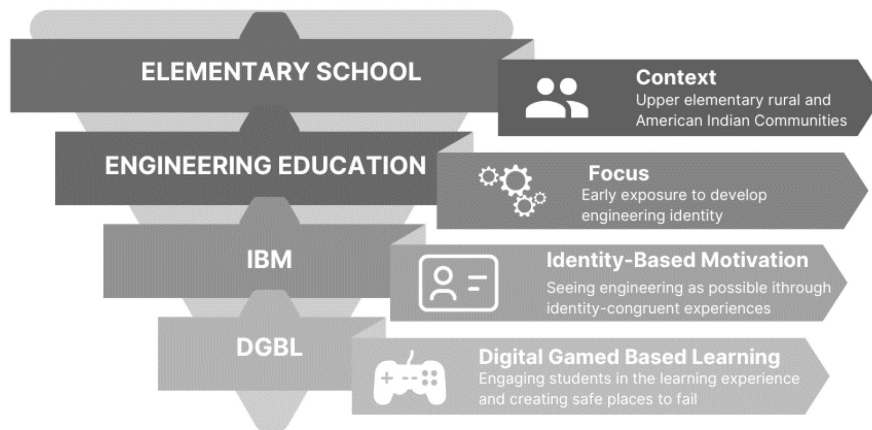 ELEMENTARY SCHOOL
Context
Upper elementary rural and
American Indian Communities
ENGINEERING EDUCATION
Focus
Early exposure to develop
engineering identity
IBM
Identity-Based Motivation
Seeing engineering as possible ithrough
identity-congruent experiences
DGBL
Digital Gamed Based Learning
Engaging students in the learning experience
and creating safe places to fail